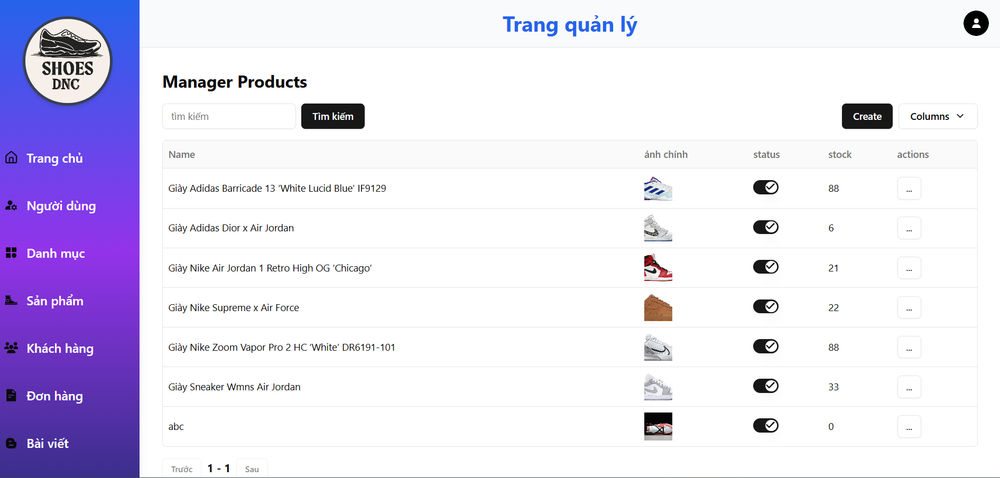 SHOES
DNC
Trang chủ
Người dùng
Danh mục
Sản phẩm
Khách hàng
Đơn hàng
Bài viết
Trang quản lý
Manager Products
tìm kiếm
Tìm kiếm
Create
Columns
Name ảnh chính status stock actions
Giày Adidas Barricade 13 ‘White Lucid Blue’ IF9129 88 ...
Giày Adidas Dior x Air Jordan 6 ...
Giày Nike Air Jordan 1 Retro High OG ‘Chicago’ 21 ...
Giày Nike Supreme x Air Force 22 ...
Giày Nike Zoom Vapor Pro 2 HC ‘White’ DR6191-101 88 ...
Giày Sneaker Wmns Air Jordan 33 ...
abc 0 ...
Trước 1 - 1 Sau